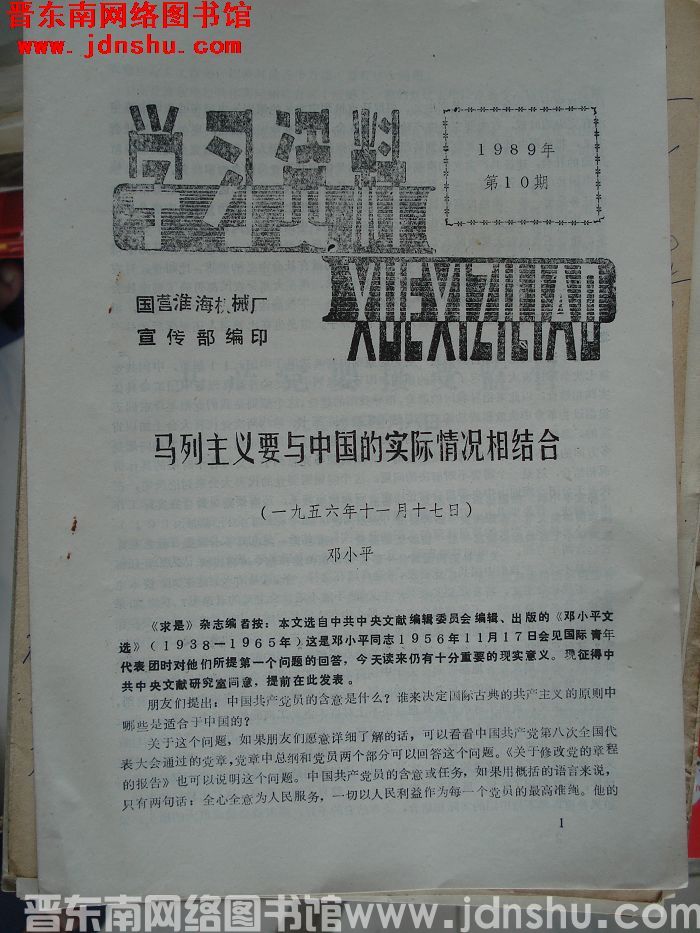 晋东南网络图书馆
www.jdnshu.com
学习资料
1989年
第10期
XUEXIZILIAO
国营淮海机械厂
宣传部编印
马列主义要与中国的实际情况相结合
(一九五六年十一月十七日)
邓小平
《求是》杂志编者按:本文选自中共中央文献编辑委员会编辑、出版的《邓小平文
选》(1938—1965年)这是邓小平同志1956年11月17日会见国际青年
代表团时对他们所提第一个问题的回答,今天读来仍有十分重要的现实意义。现征得中
共中央文献研究室同意,提前在此发表。
朋友们提出:中国共产党员的含意是什么?谁来决定国际古典的共产主义的原则中
哪些是适合于中国的?
关于这个问题,如果朋友们愿意详细了解的话,可以看看中国共产党第八次全国代
表大会通过的党章,党章中总纲和党员两个部分可以回答这个问题。《关于修改党的章程
的报告》也可以说明这个问题。中国共产党员的含意或任务,如果用概括的语言来说,
只有两句话:全心全意为人民服务,一切以人民利益作为每一个党员的最高准绳。他的
1
晋东南网络图书馆 www.jdnshu.com